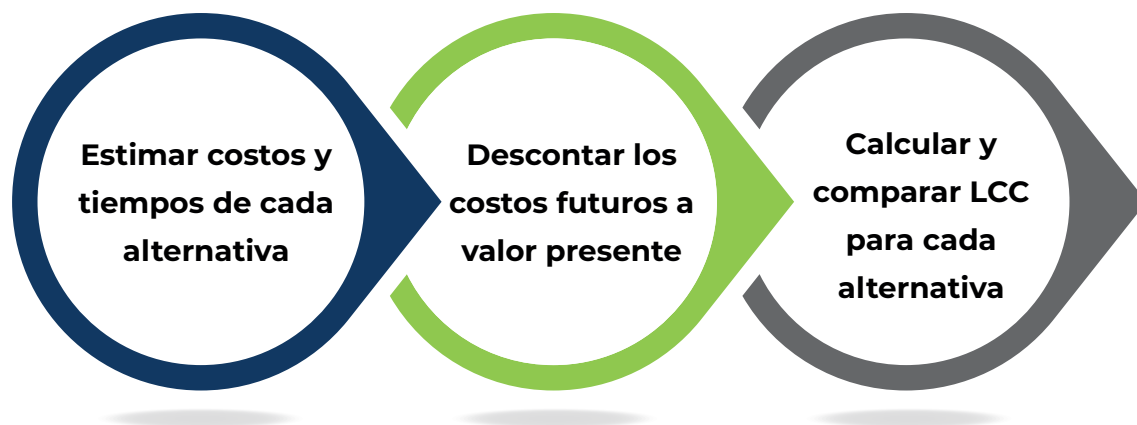 Estimar costos y
tiempos de cada
alternativa
Descontar los
costos futuros a
valor presente
Calcular y
comparar LCC
para cada
alternativa